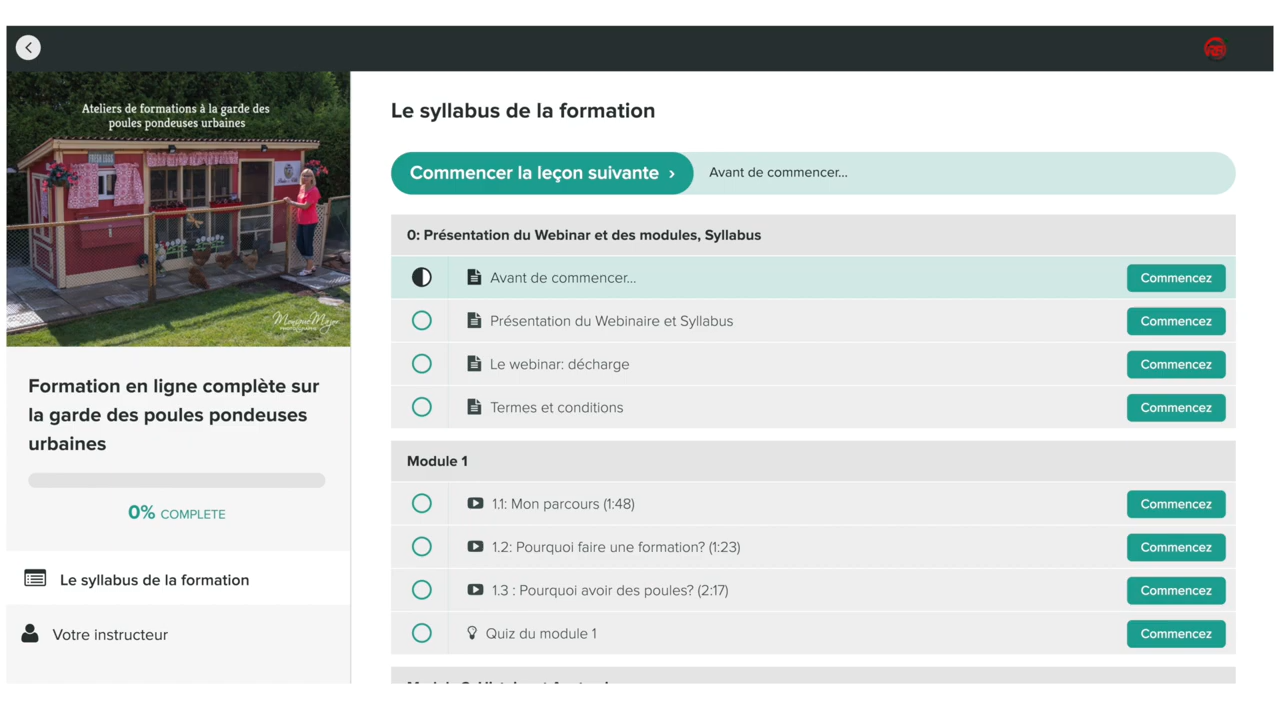 Ateliers de formations à la garde des
poules pondeuses urbaines
FRESH EGGS
Formation en ligne complète sur
la garde des poules pondeuses
urbaines
0% COMPLETE
Le syllabus de la formation
Votre instructeur
Le syllabus de la formation
Commencer la leçon suivante › Avant de commencer...
0: Présentation du Webinar et des modules, Syllabus
Avant de commencer... Commencez
Présentation du Webinaire et Syllabus Commencez
Le webinar: décharge Commencez
Termes et conditions Commencez
Module 1
1.1: Mon parcours (1:48) Commencez
1.2: Pourquoi faire une formation? (1:23) Commencez
1.3 : Pourquoi avoir des poules? (2:17) Commencez
Quiz du module 1 Commencez